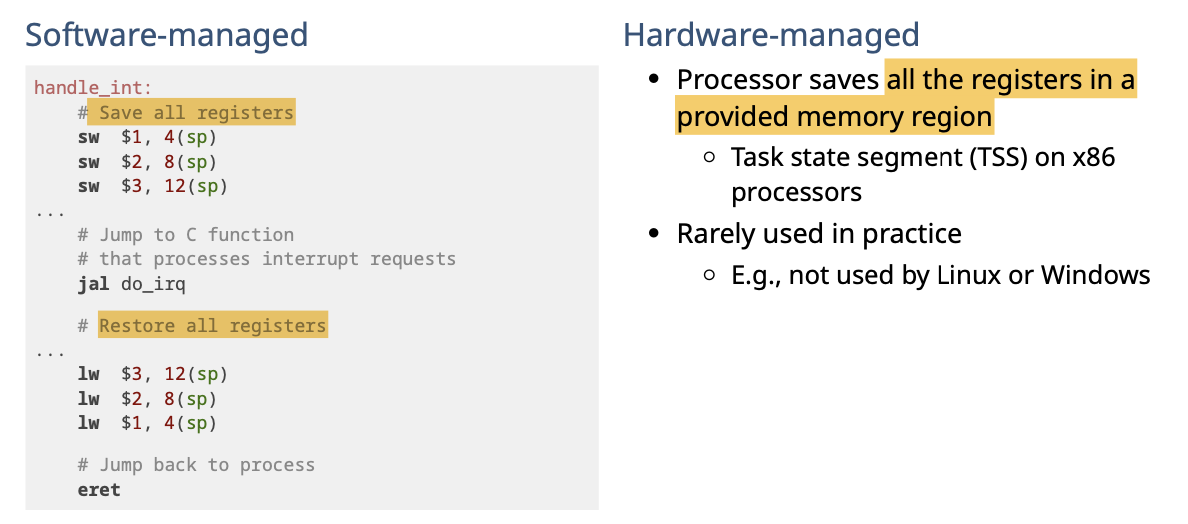 Software-managed
handle_int:
# Save all registers
sw $1, 4(sp)
sw $2, 8(sp)
sw $3, 12(sp)
...
# Jump to C function
# that processes interrupt requests
jal do_irq
# Restore all registers
...
lw $3, 12(sp)
lw $2, 8(sp)
lw $1, 4(sp)
# Jump back to process
eret
Hardware-managed
• Processor saves all the registers in a
provided memory region
○ Task state segment (TSS) on x86
processors
• Rarely used in practice
○ E.g., not used by Linux or Windows